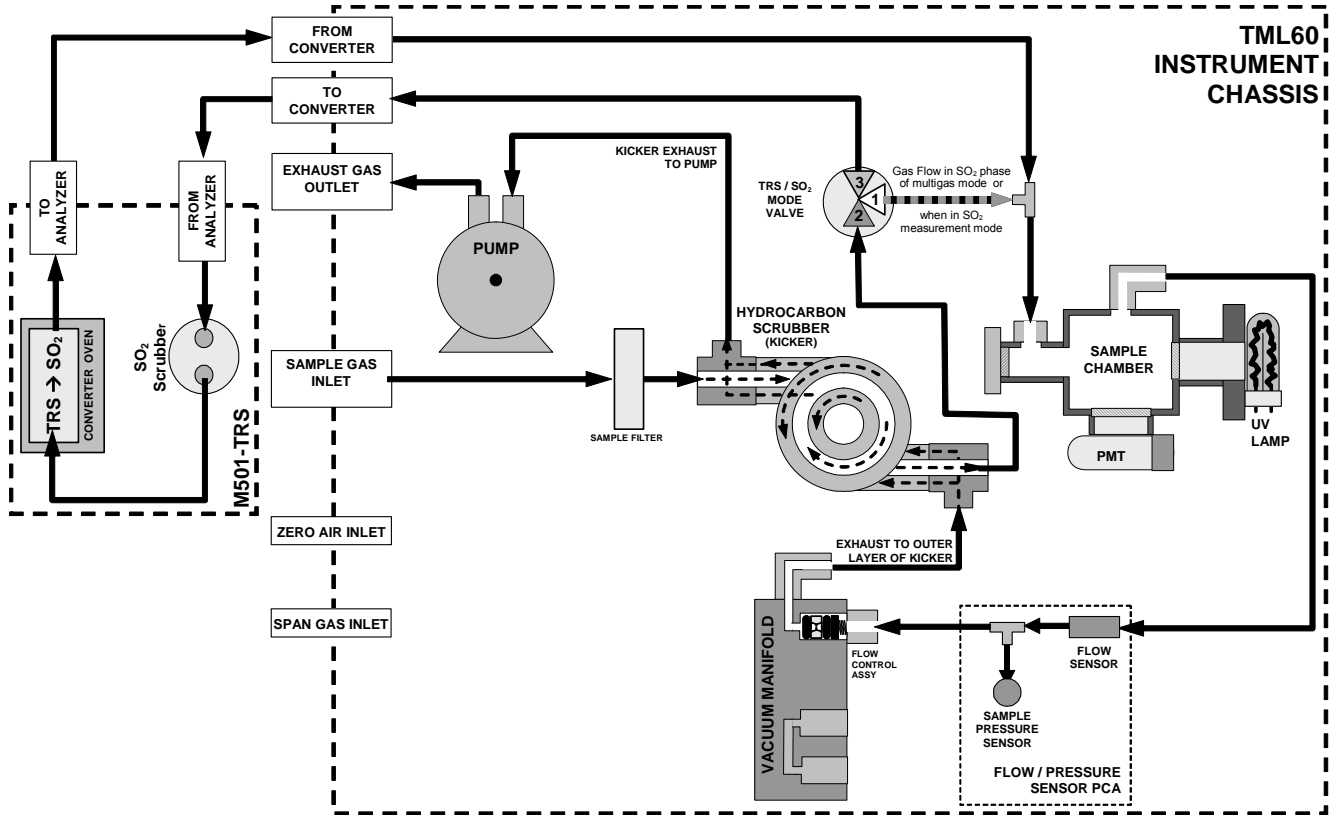 FROM
CONVERTER
TML60
INSTRUMENT
CHASSIS
TO
CONVERTER
EXHAUST GAS
OUTLET
KICKER EXHAUST
TO PUMP
TRS / SO₂
MODE
VALVE
3
1
2
Gas Flow in SO₂ phase
of multigas mode or
when in SO₂
measurement mode
TO
ANALYZER
FROM
ANALYZER
PUMP
HYDROCARBON
SCRUBBER
(KICKER)
TRS → SO₂
CONVERTER OVEN
SO₂
Scrubber
M501-TRS
SAMPLE GAS
INLET
SAMPLE FILTER
SAMPLE
CHAMBER
UV
LAMP
PMT
ZERO AIR INLET
EXHAUST TO OUTER
LAYER OF KICKER
SPAN GAS INLET
VACUUM MANIFOLD
FLOW
CONTROL
ASSY
FLOW
SENSOR
SAMPLE
PRESSURE
SENSOR
FLOW / PRESSURE
SENSOR PCA